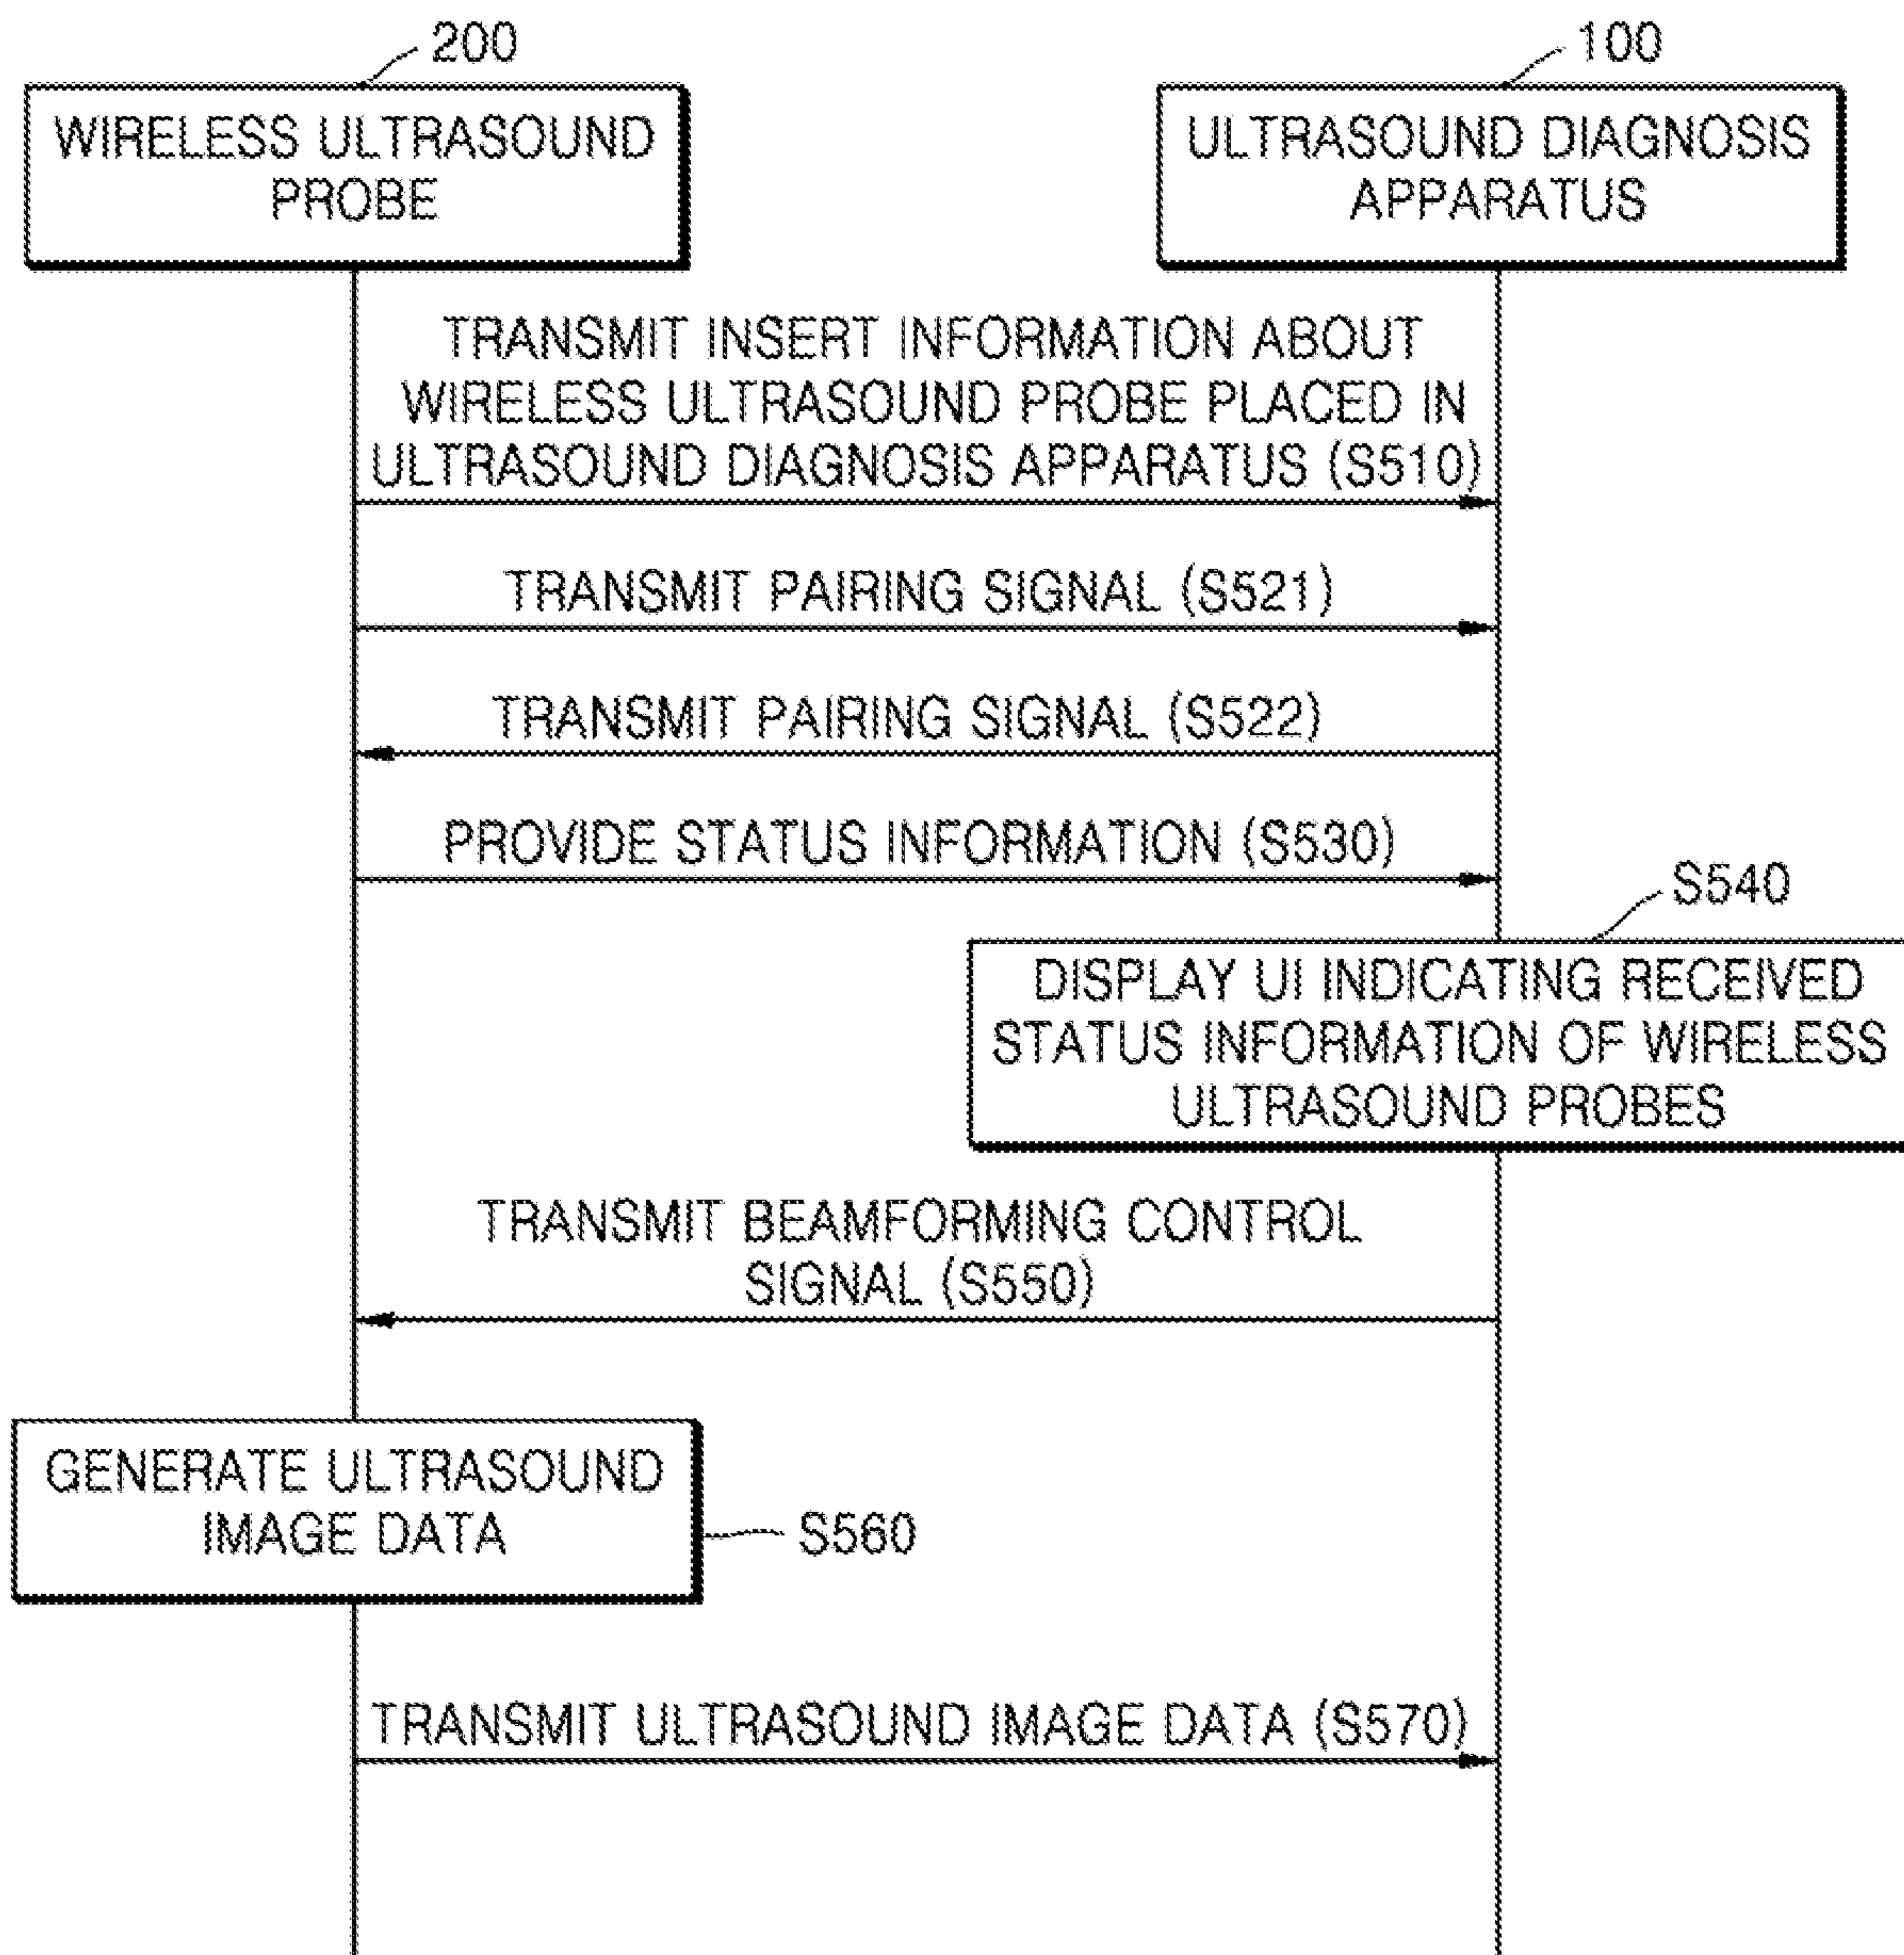 200
100
WIRELESS ULTRASOUND
PROBE
ULTRASOUND DIAGNOSIS
APPARATUS
TRANSMIT INSERT INFORMATION ABOUT
WIRELESS ULTRASOUND PROBE PLACED IN
ULTRASOUND DIAGNOSIS APPARATUS (S510)
TRANSMIT PAIRING SIGNAL (S521)
TRANSMIT PAIRING SIGNAL (S522)
PROVIDE STATUS INFORMATION (S530)
S540
DISPLAY UI INDICATING RECEIVED
STATUS INFORMATION OF WIRELESS
ULTRASOUND PROBES
TRANSMIT BEAMFORMING CONTROL
SIGNAL (S550)
GENERATE ULTRASOUND
IMAGE DATA
S560
TRANSMIT ULTRASOUND IMAGE DATA (S570)